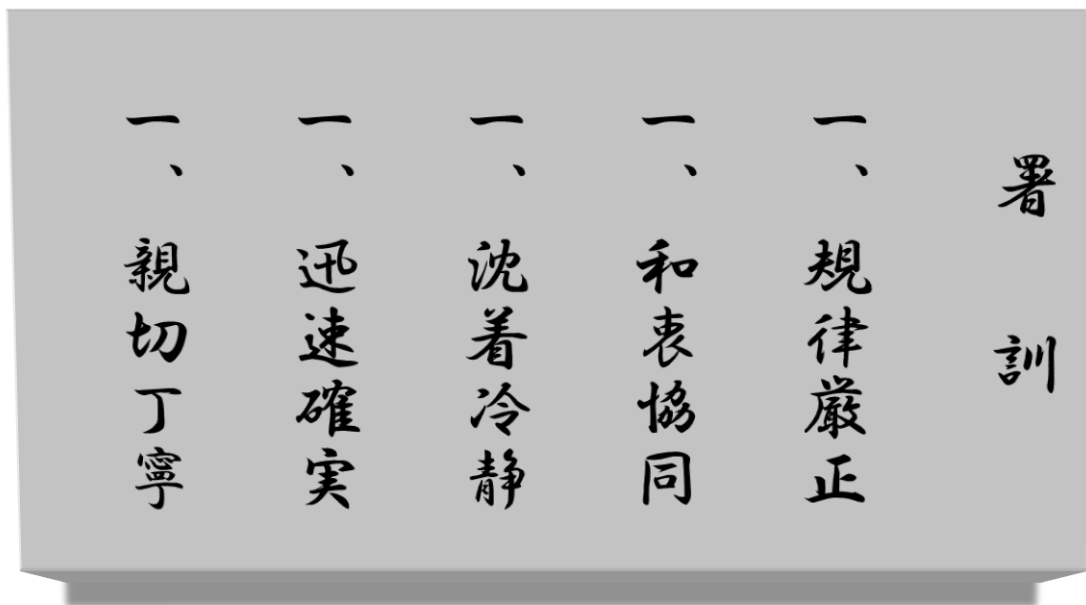 署訓
一、規律厳正
一、和衷協同
一、沈着冷静
一、迅速確実
一、親切丁寧